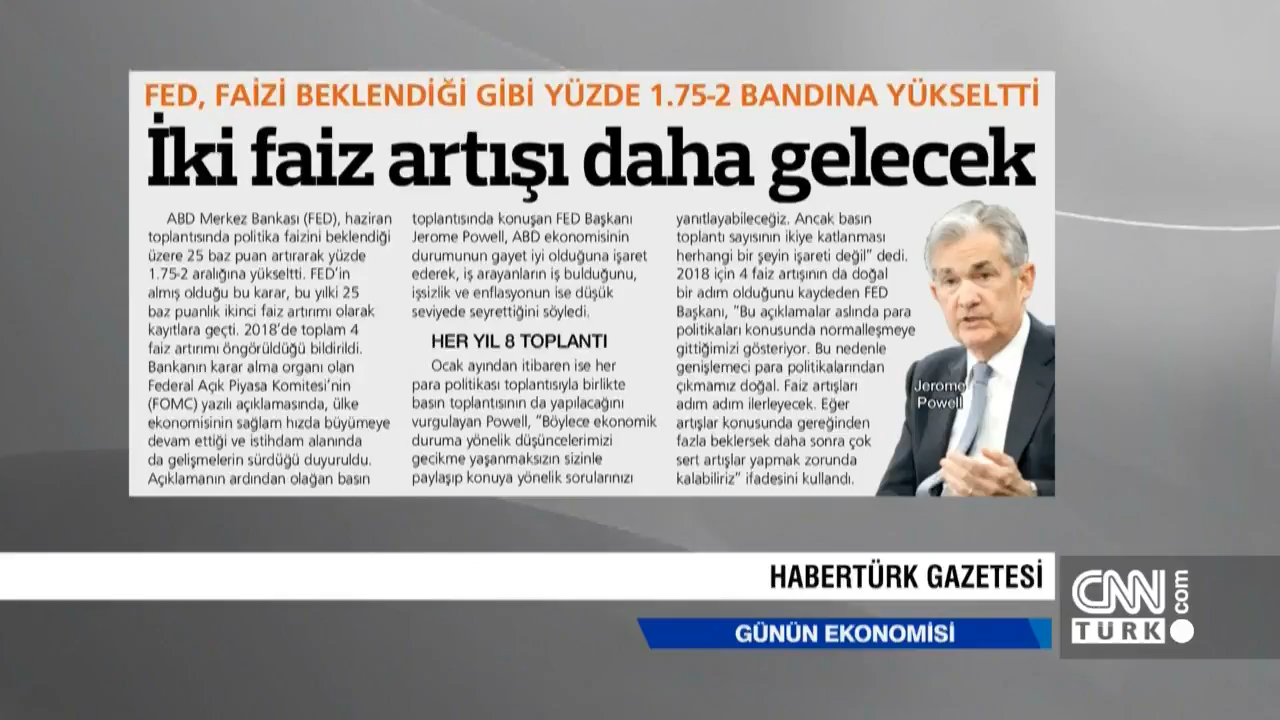 FED, FAİZİ BEKLENDİĞİ GİBİ YÜZDE 1.75-2 BANDINA YÜKSELTTİ
İki faiz artışı daha gelecek
ABD Merkez Bankası (FED), haziran
toplantısında politika faizini beklendiği
üzere 25 baz puan artırarak yüzde
1.75-2 aralığına yükseltti. FED’in
almış olduğu bu karar, bu yılki 25
baz puanlık ikinci faiz artırımı olarak
kayıtlara geçti. 2018’de toplam 4
faiz artırımı öngörüldüğü bildirildi.
Bankanın karar alma organı olan
Federal Açık Piyasa Komitesi’nin
(FOMC) yazılı açıklamasında, ülke
ekonomisinin sağlam hızda büyümeye
devam ettiği ve istihdam alanında
da gelişmelerin sürdüğü duyuruldu.
Açıklamanın ardından olağan basın
toplantısında konuşan FED Başkanı
Jerome Powell, ABD ekonomisinin
durumunun gayet iyi olduğuna işaret
ederek, iş arayanların iş bulduğunu,
işsizlik ve enflasyonun ise düşük
seviyede seyrettiğini söyledi.
HER YIL 8 TOPLANTI
Ocak ayından itibaren ise her
para politikası toplantısıyla birlikte
basın toplantısının da yapılacağını
vurgulayan Powell, “Böylece ekonomik
duruma yönelik düşüncelerimizi
gecikme yaşanmaksızın sizinle
paylaşıp konuya yönelik sorularınızı
yanıtlayabileceğiz. Ancak basın
toplantı sayısının ikiye katlanması
herhangi bir şeyin işareti değil” dedi.
2018 için 4 faiz artışının da doğal
bir adım olduğunu kaydeden FED
Başkanı, “Bu açıklamalar aslında para
politikaları konusunda normalleşmeye
gittiğimizi gösteriyor. Bu nedenle
genişlemeci para politikalarından
çıkmamız doğal. Faiz artışları
adım adım ilerleyecek. Eğer
artışlar konusunda gereğinden
fazla beklersek daha sonra çok
sert artışlar yapmak zorunda
kalabiliriz” ifadesini kullandı.
Jerome
Powell
HABERTÜRK GAZETESİ
GÜNÜN EKONOMİSİ
CNN
TÜRK
.com